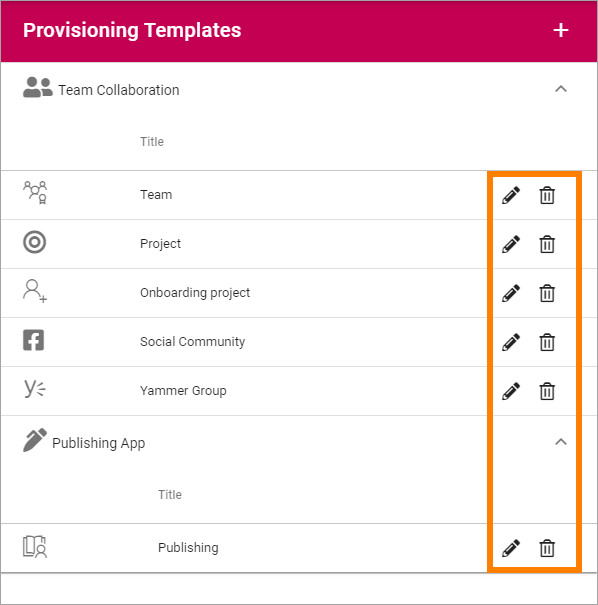 Provisioning Templates
Team Collaboration
Title
Team
Project
Onboarding project
Social Community
Yammer Group
Publishing App
Title
Publishing